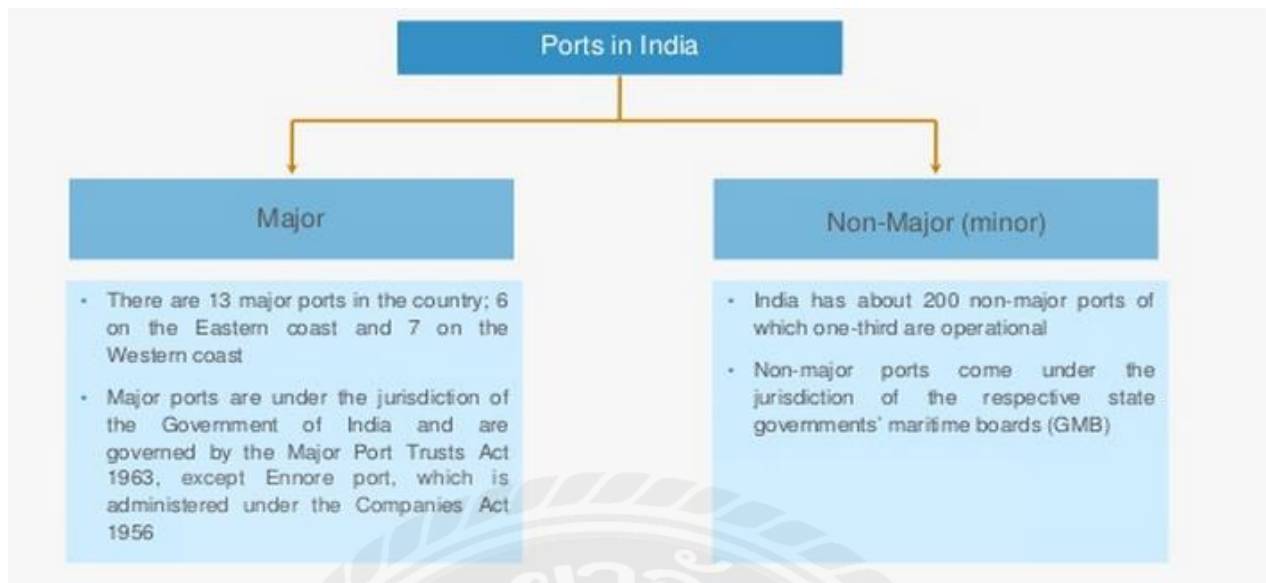 Ports in India
Major
• There are 13 major ports in the country; 6
on the Eastern coast and 7 on the
Western coast
• Major ports are under the jurisdiction of
the Government of India and are
governed by the Major Port Trusts Act
1963, except Ennore port, which is
administered under the Companies Act
1956
Non-Major (minor)
• India has about 200 non-major ports of
which one-third are operational
• Non-major ports come under the
jurisdiction of the respective state
governments' maritime boards (GMB)